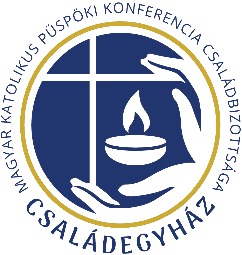 MAGYAR KATOLIKUS PÜSPÖKI KONFERENCIA CSALÁDBIZOTTSÁGA
CSALÁDEGYHÁZ